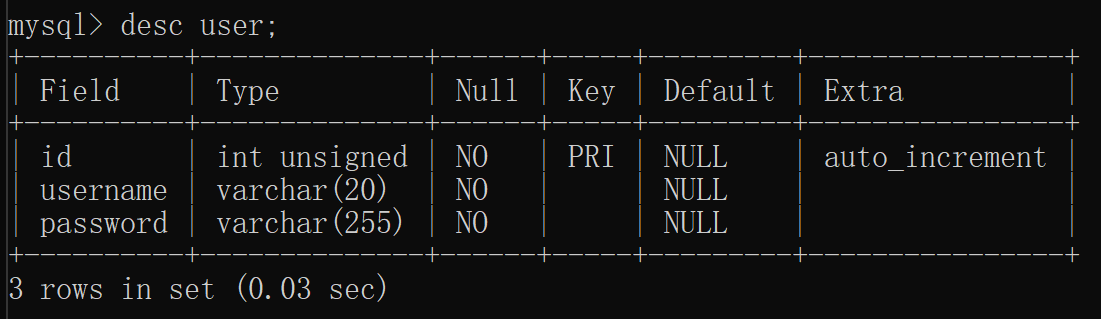 mysql> desc user;
+----------+--------------+------+-----+---------+----------------+
| Field    | Type         | Null | Key | Default | Extra          |
+----------+--------------+------+-----+---------+----------------+
| id       | int unsigned | NO   | PRI | NULL    | auto_increment |
| username | varchar(20)  | NO   |     | NULL    |                |
| password | varchar(255) | NO   |     | NULL    |                |
+----------+--------------+------+-----+---------+----------------+
3 rows in set (0.03 sec)